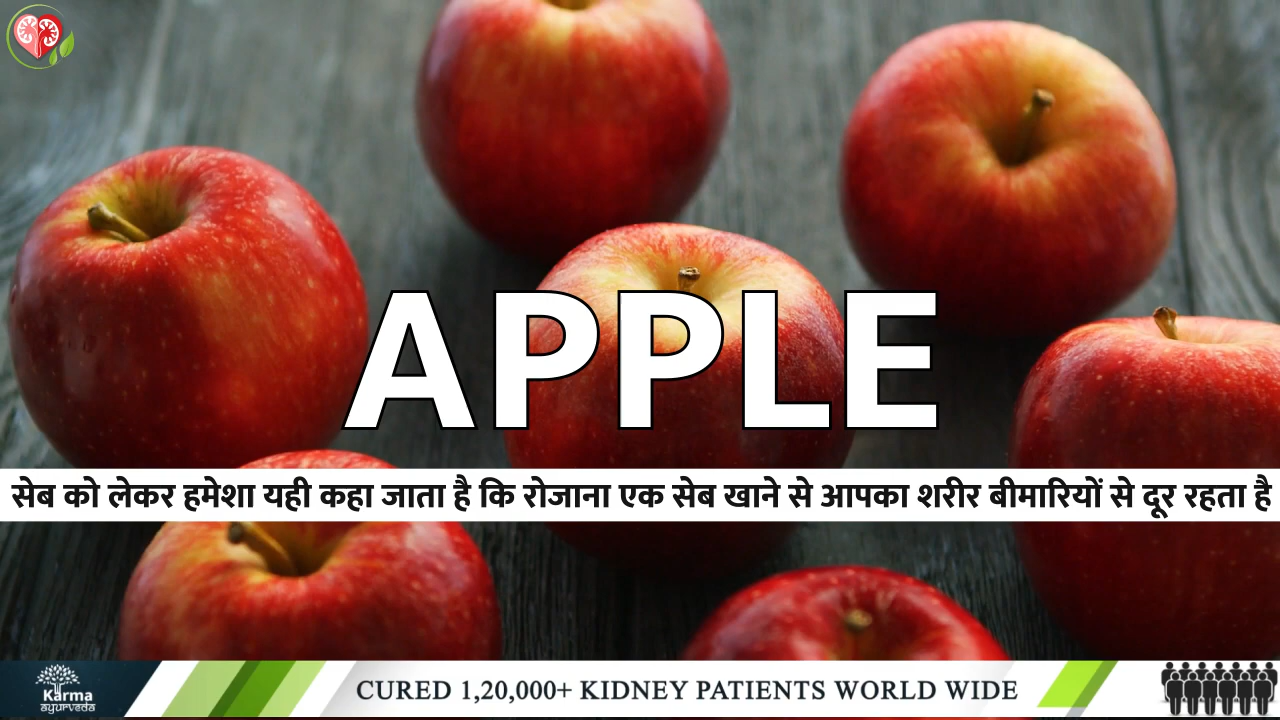 APPLE
सेब को लेकर हमेशा यही कहा जाता है कि रोजाना एक सेब खाने से आपका शरीर बीमारियों से दूर रहता है
Karma
ayurveda
CURED 1,20,000+ KIDNEY PATIENTS WORLD WIDE